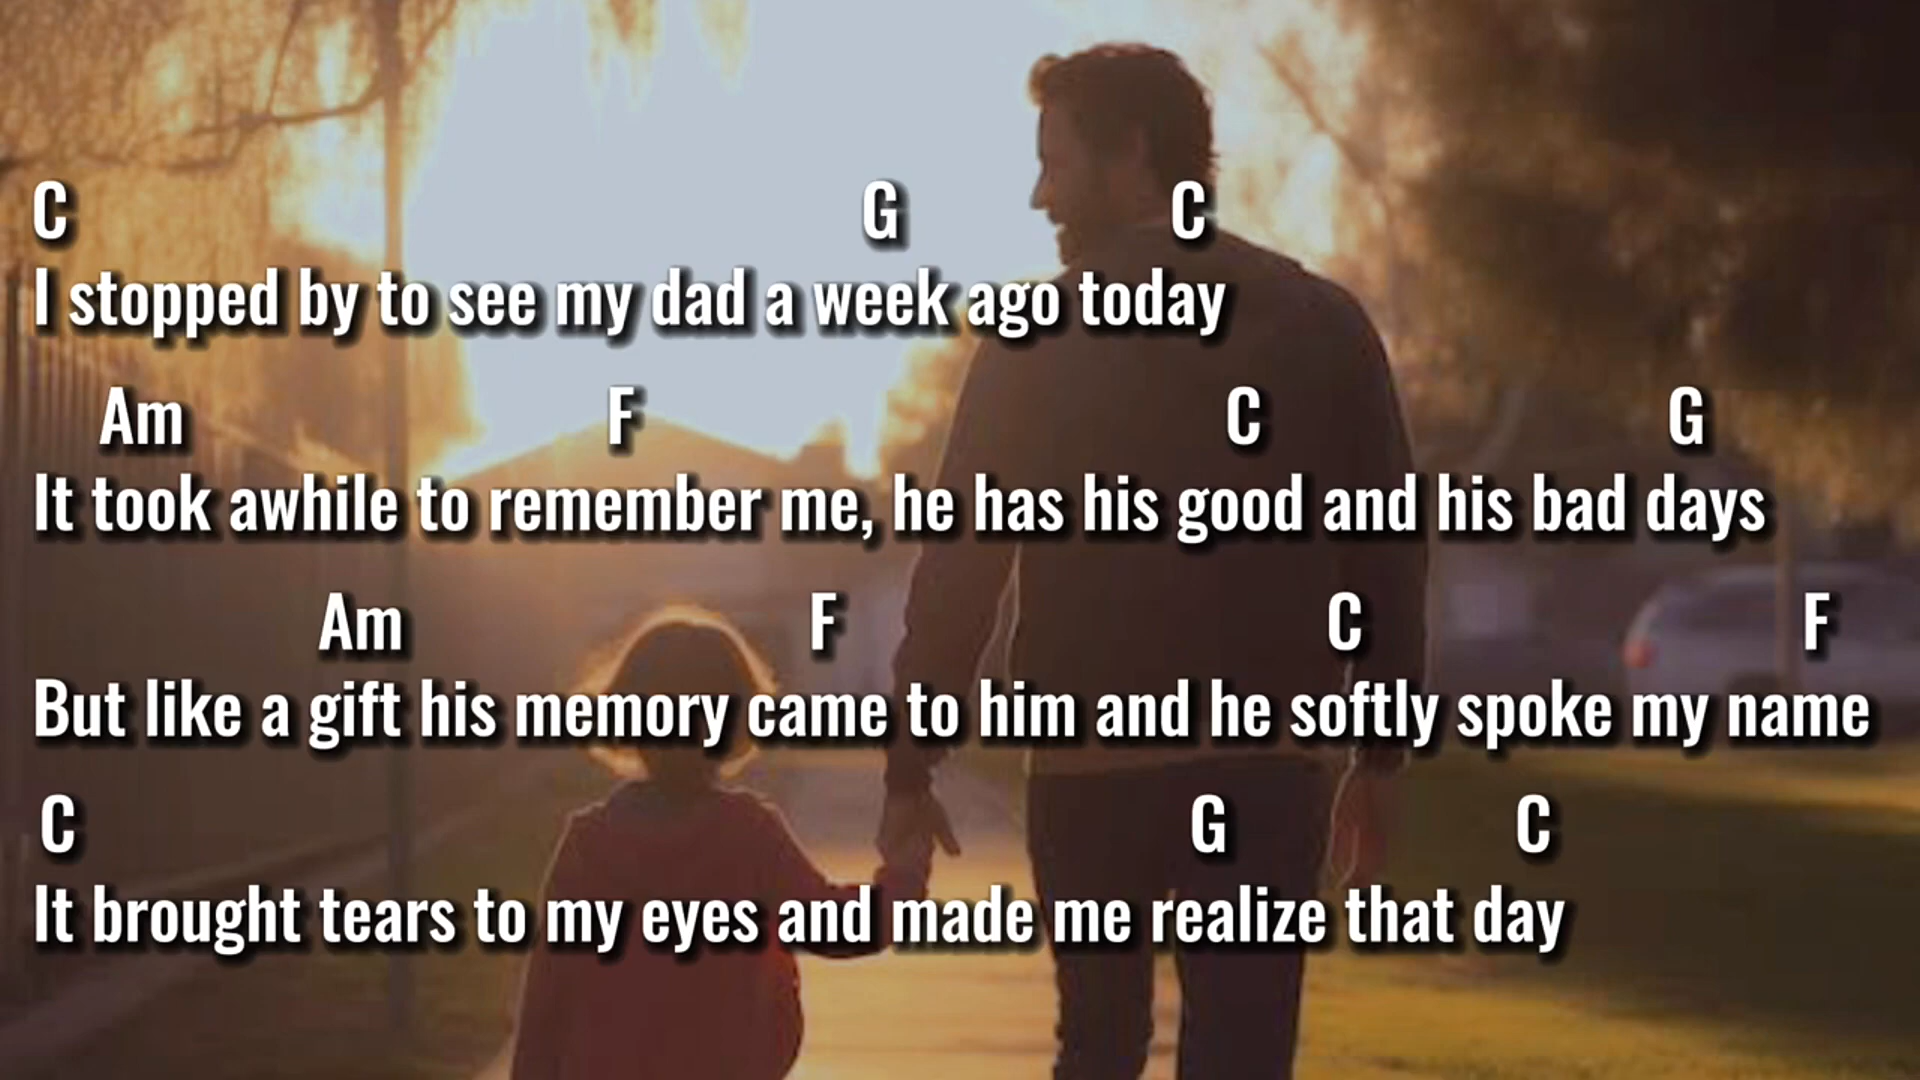 C G C
I stopped by to see my dad a week ago today
Am F C G
It took awhile to remember me, he has his good and his bad days
Am F C F
But like a gift his memory came to him and he softly spoke my name
C G C
It brought tears to my eyes and made me realize that day